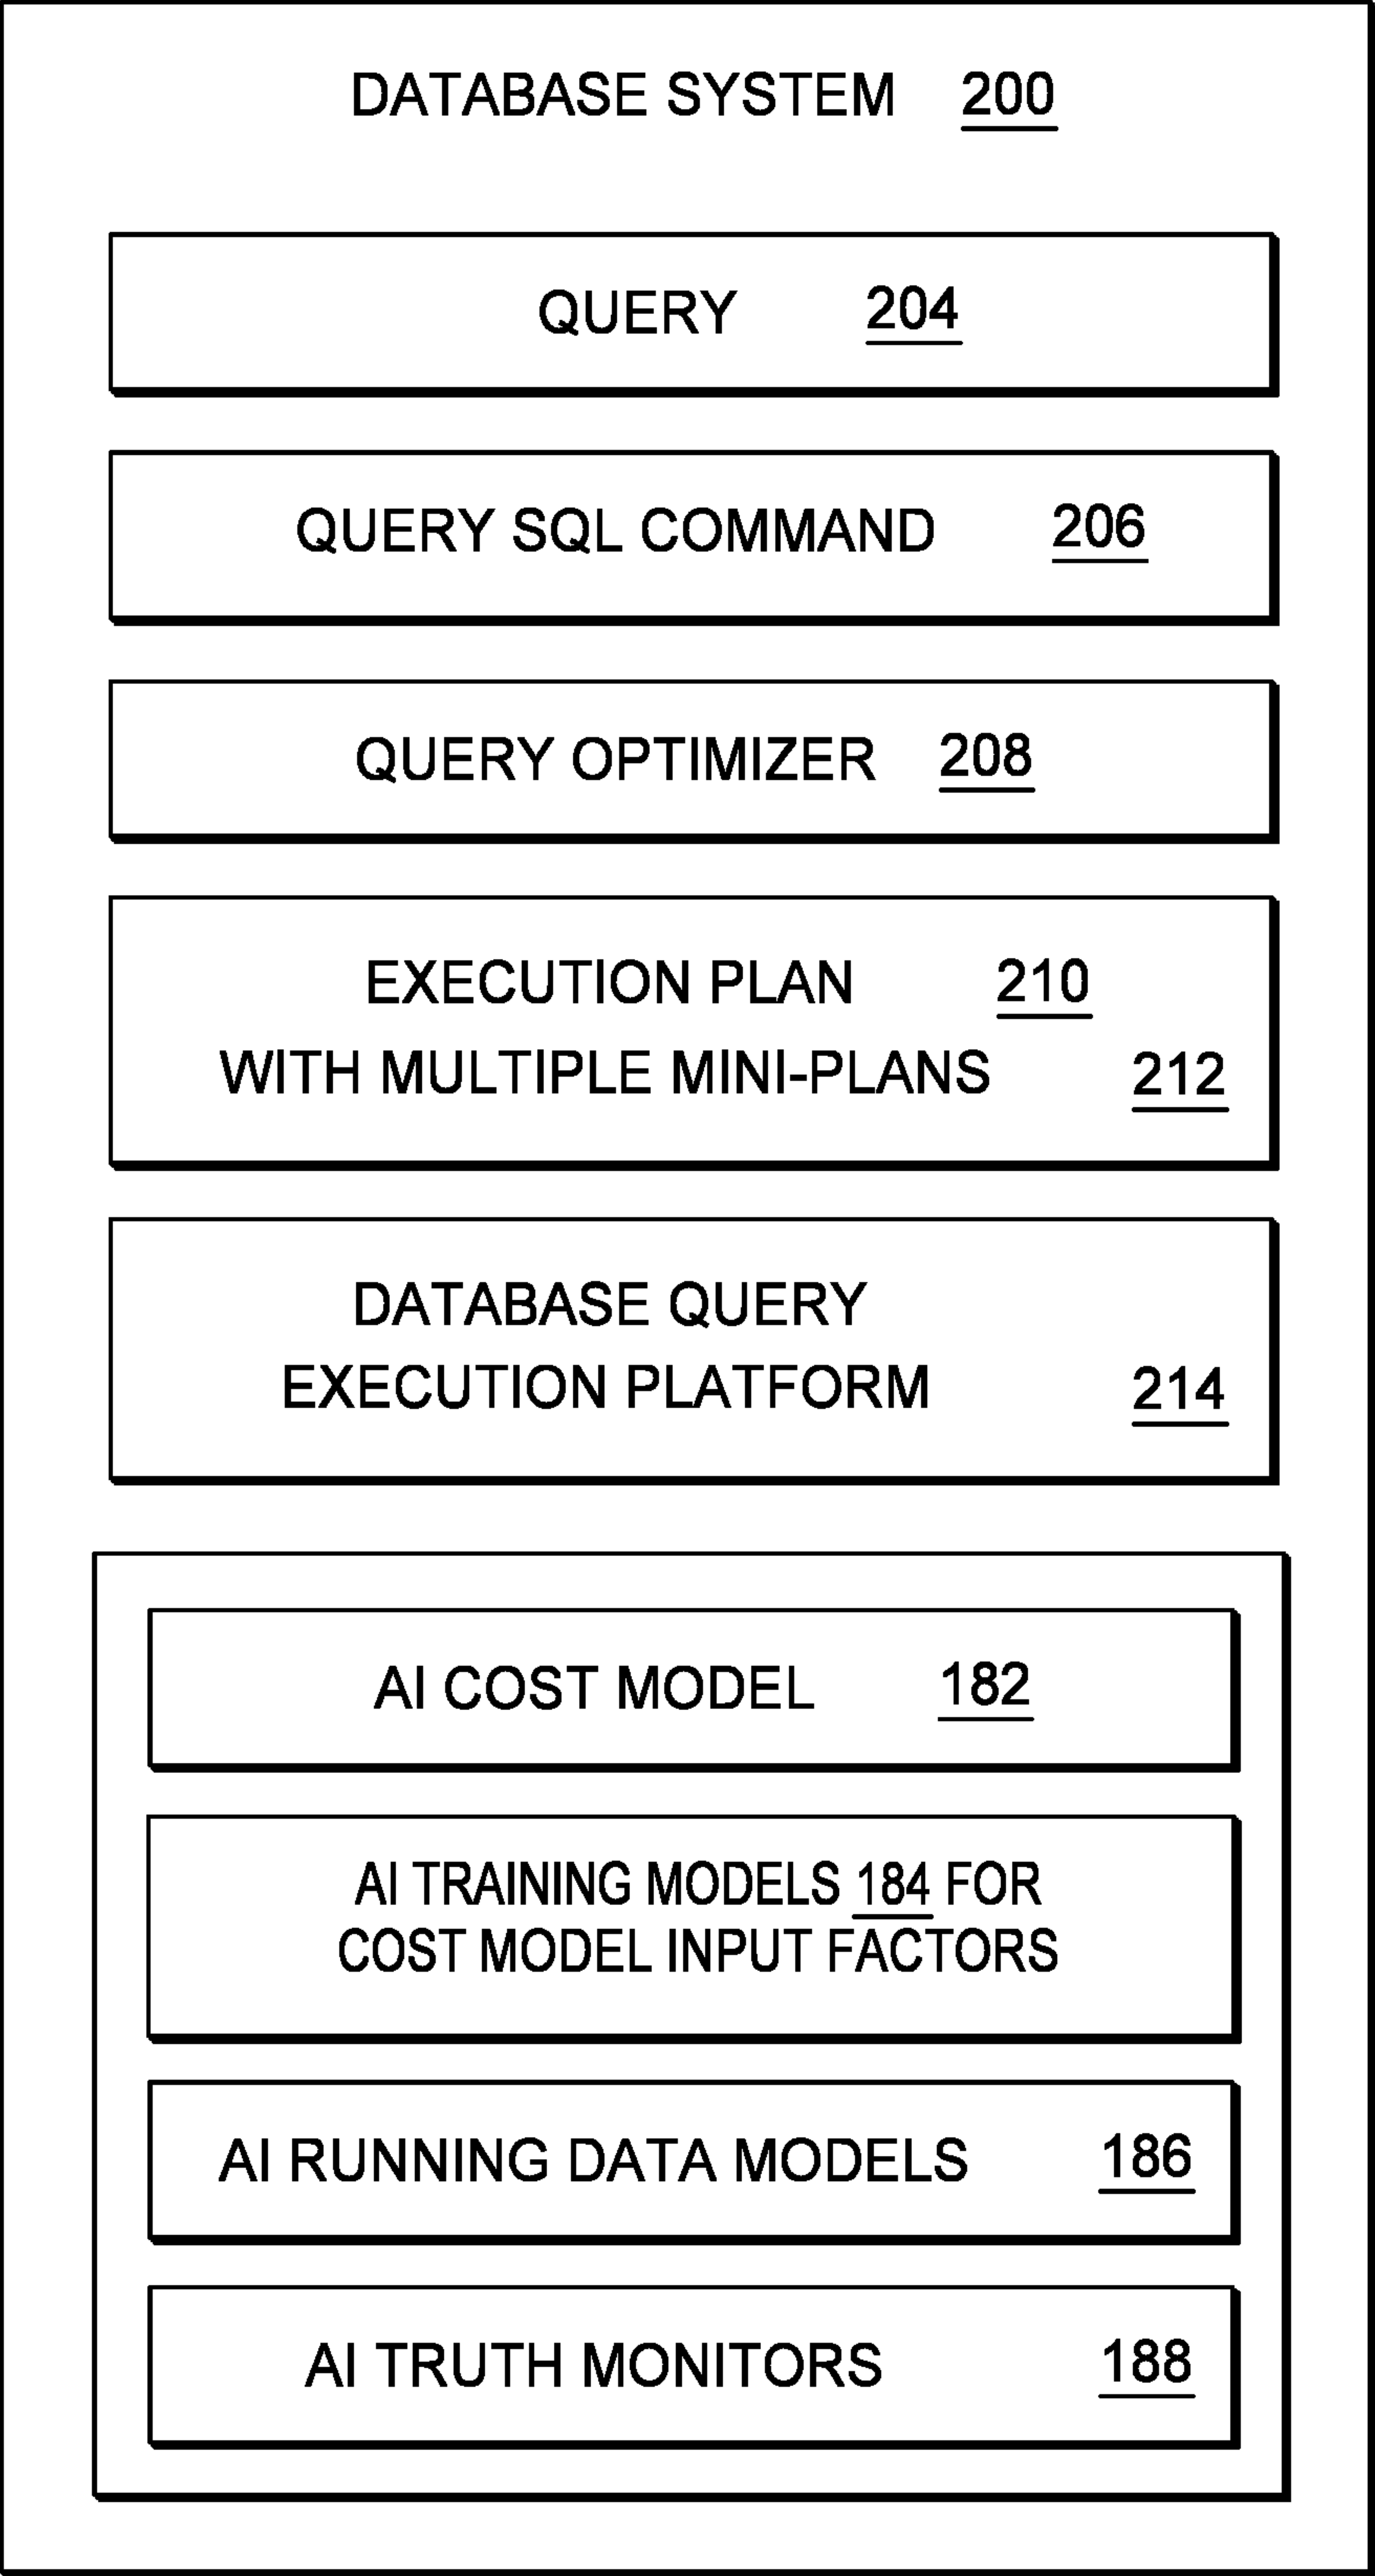 DATABASE SYSTEM 200
QUERY 204
QUERY SQL COMMAND 206
QUERY OPTIMIZER 208
EXECUTION PLAN 210
WITH MULTIPLE MINI-PLANS 212
DATABASE QUERY
EXECUTION PLATFORM 214
AI COST MODEL 182
AI TRAINING MODELS 184 FOR
COST MODEL INPUT FACTORS
AI RUNNING DATA MODELS 186
AI TRUTH MONITORS 188